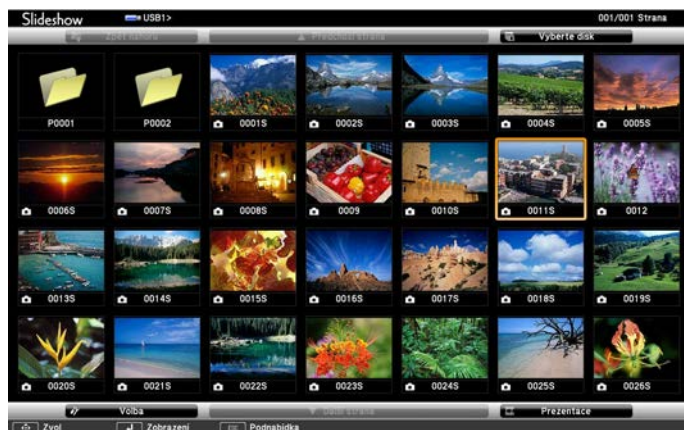 Slideshow USB1> 001/001 Strana
Zpět nahoru Předchozí strana Vyberte disk
P0001 P0002 0001S 0002S 0003S 0004S 0005S
0006S 0007S 0008S 0009 0010S 0011S 0012
0013S 0014S 0015S 0016S 0017S 0018S 0019S
0020S 0021S 0022S 0023S 0024S 0025S 0026S
Volba Další strana Prezentace
Zvol Zobrazení Podnabídka